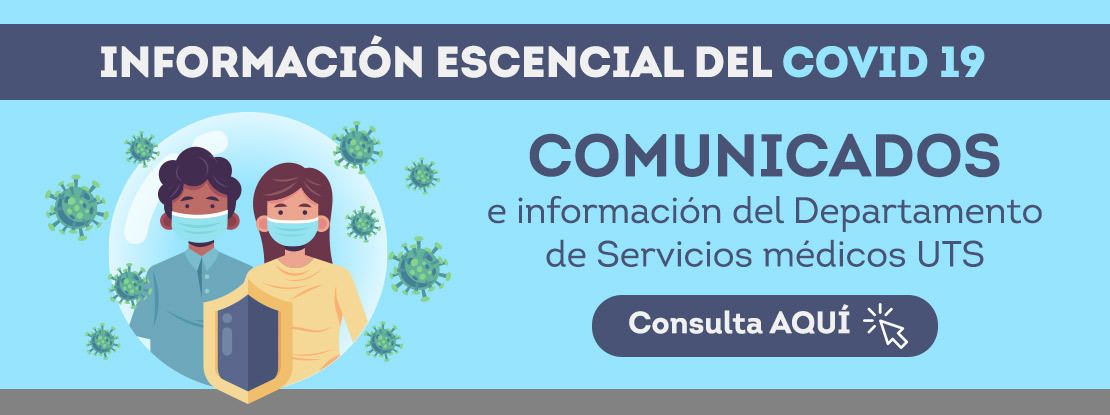 INFORMACIÓN ESCENCIAL DEL COVID 19
COMUNICADOS
e información del Departamento
de Servicios médicos UTS
Consulta AQUÍ